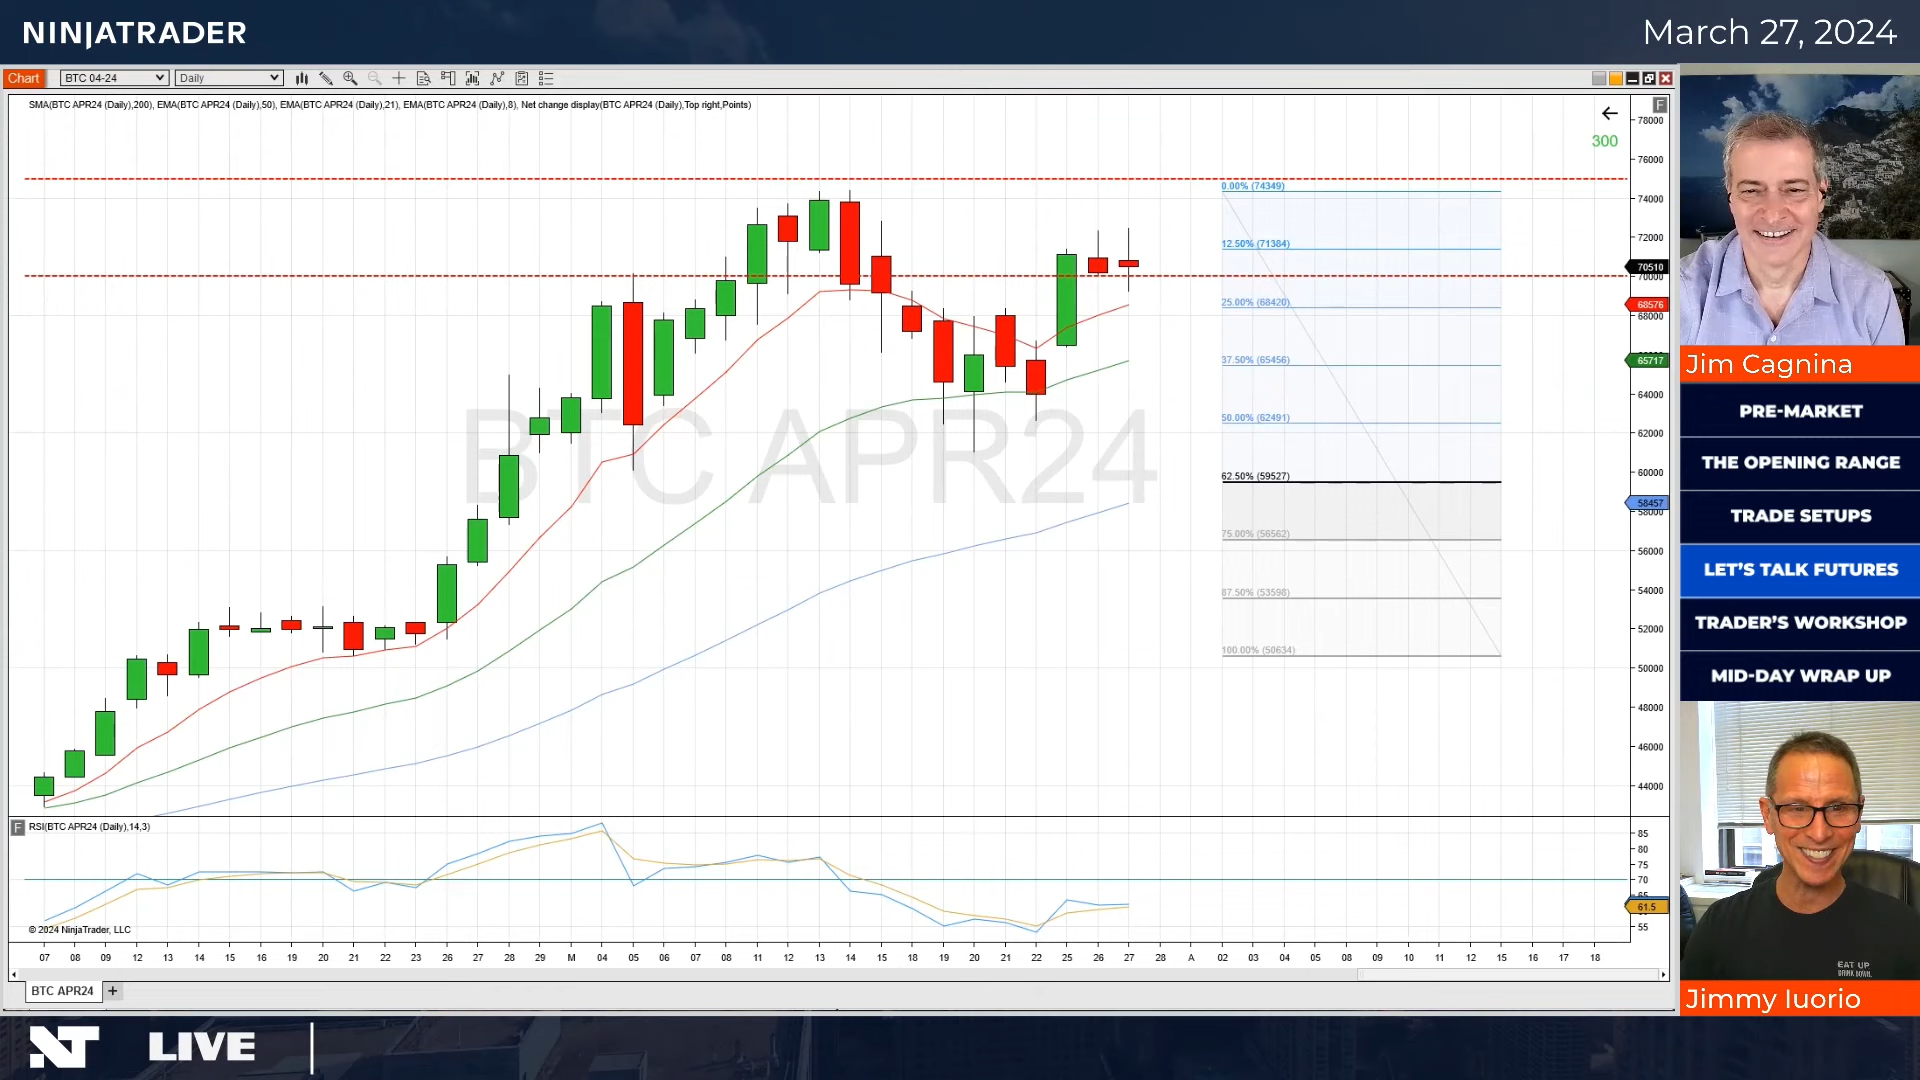 NINJATRADER
March 27, 2024
Chart
BTC 04-24
Daily
SMA(BTC APR24 (Daily),200), EMA(BTC APR24 (Daily),50), EMA(BTC APR24 (Daily),21), EMA(BTC APR24 (Daily),8), Net change display(BTC APR24 (Daily),Top right,Points)
F
300
78000
76000
74000
72000
70510
70000
68576
68000
65717
64000
62000
60000
58457
58000
56000
54000
52000
50000
48000
46000
44000
0.00% (74349)
12.50% (71384)
25.00% (68420)
37.50% (65456)
50.00% (62491)
62.50% (59527)
75.00% (56562)
87.50% (53598)
100.00% (50634)
BTC APR24
F
RSI(BTC APR24 (Daily),14,3)
85
80
75
70
65
61.5
55
© 2024 NinjaTrader, LLC
07 08 09 12 13 14 15 16 19 20 21 22 23 26 27 28 29 M 04 05 06 07 08 11 12 13 14 15 18 19 20 21 22 25 26 27 28 A 02 03 04 05 08 09 10 11 12 15 16 17 18
BTC APR24
+
Jim Cagnina
PRE-MARKET
THE OPENING RANGE
TRADE SETUPS
LET'S TALK FUTURES
TRADER'S WORKSHOP
MID-DAY WRAP UP
EAT UP
DRINK DOWN.
Jimmy Iuorio
NT LIVE